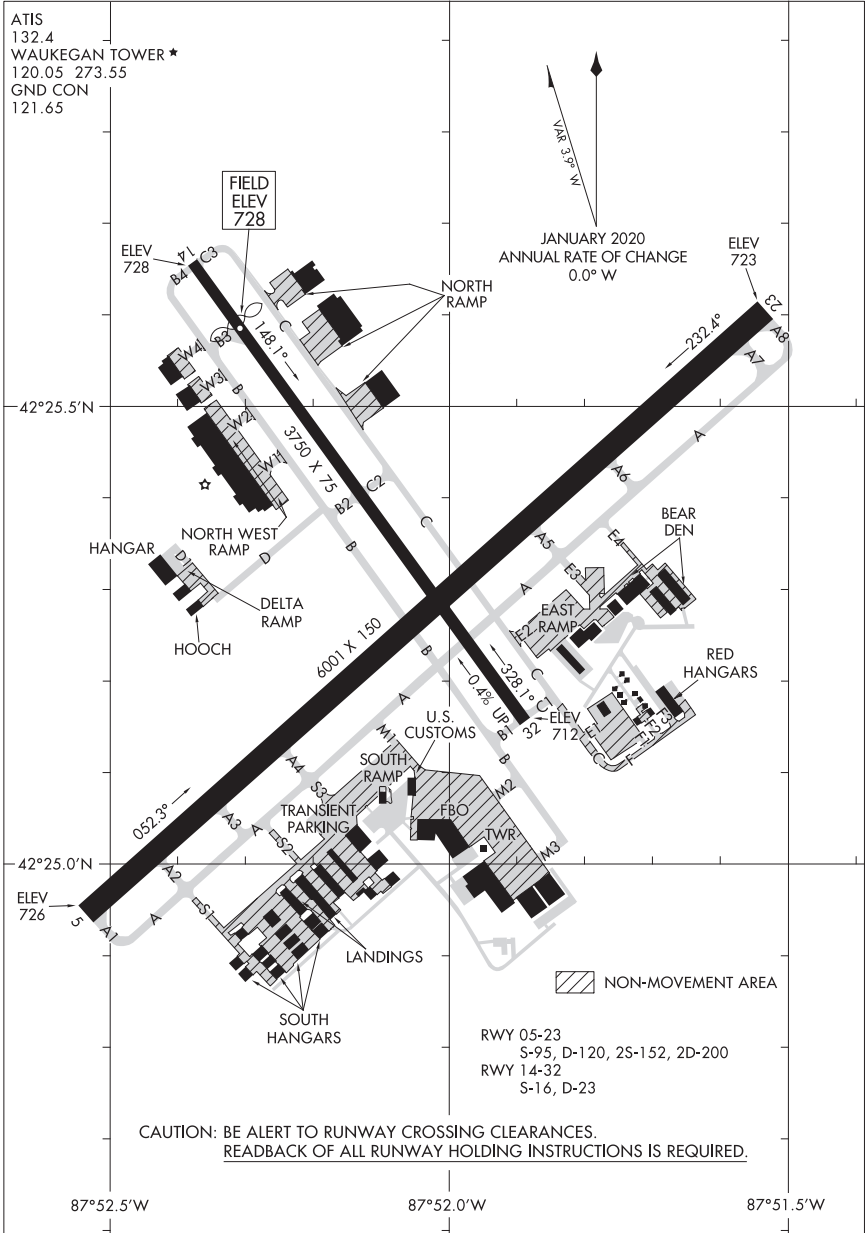 ATIS
132.4
WAUKEGAN TOWER ★
120.05 273.55
GND CON
121.65
VAR 3.9° W
JANUARY 2020
ANNUAL RATE OF CHANGE
0.0° W
FIELD
ELEV
728
ELEV
728
14
C3
B4
ELEV
723
23
A8
A7
NORTH
RAMP
C
B3
148.1°
232.4°
W4
W3
B
W2
W1
42°25.5'N
3750 X 75
A
A6
C2
B2
C
NORTH WEST
RAMP
HANGAR
D1
D
B
DELTA
RAMP
HOOCH
BEAR
DEN
A5
E4
E3
A
EAST
RAMP
E2
6001 X 150
B
328.1°
C
C1
0.4% UP
RED
HANGARS
A
M1
U.S.
CUSTOMS
B1
32
ELEV
712
E1
F1
F2
F3
C
F
B
A4
S3
SOUTH
RAMP
M2
052.3°
TRANSIENT
PARKING
FBO
TWR
A3
A
S2
M3
42°25.0'N
A2
S1
ELEV
726
5
A1
A
LANDINGS
SOUTH
HANGARS
NON-MOVEMENT AREA
RWY 05-23
S-95, D-120, 2S-152, 2D-200
RWY 14-32
S-16, D-23
CAUTION: BE ALERT TO RUNWAY CROSSING CLEARANCES.
READBACK OF ALL RUNWAY HOLDING INSTRUCTIONS IS REQUIRED.
87°52.5'W
87°52.0'W
87°51.5'W